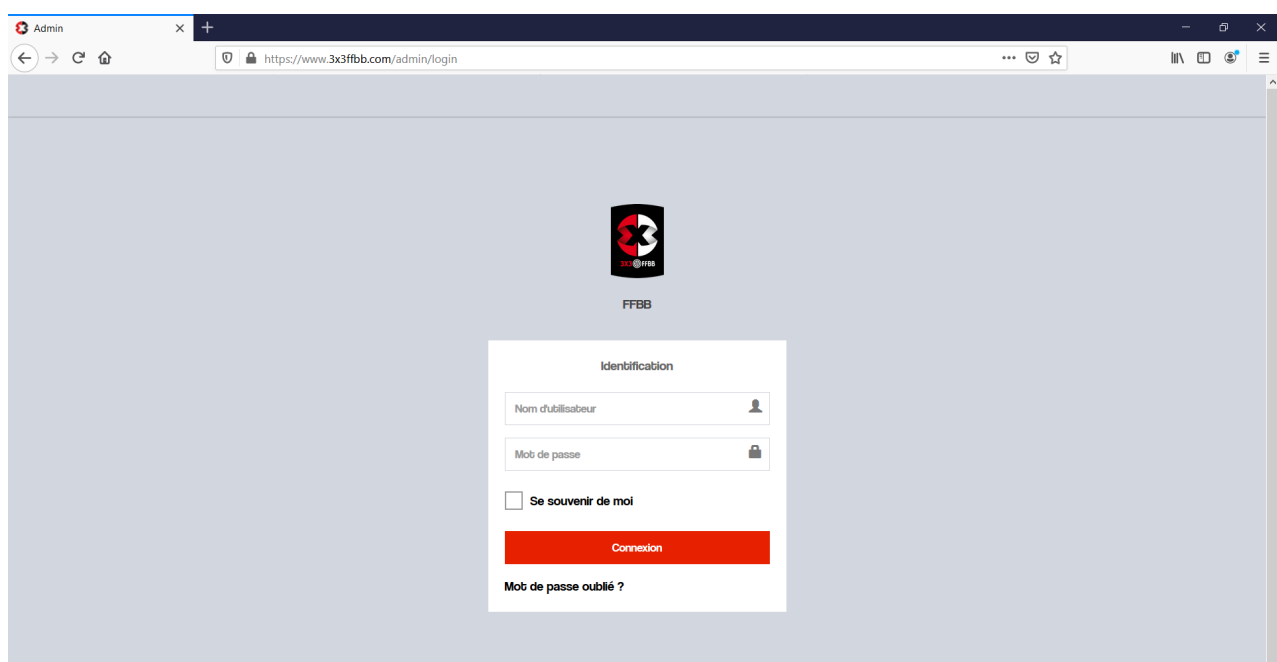 Admin
https://www.3x3ffbb.com/admin/login
3X3 FFBB
FFBB
Identification
Nom d'utilisateur
Mot de passe
Se souvenir de moi
Connexion
Mot de passe oublié ?